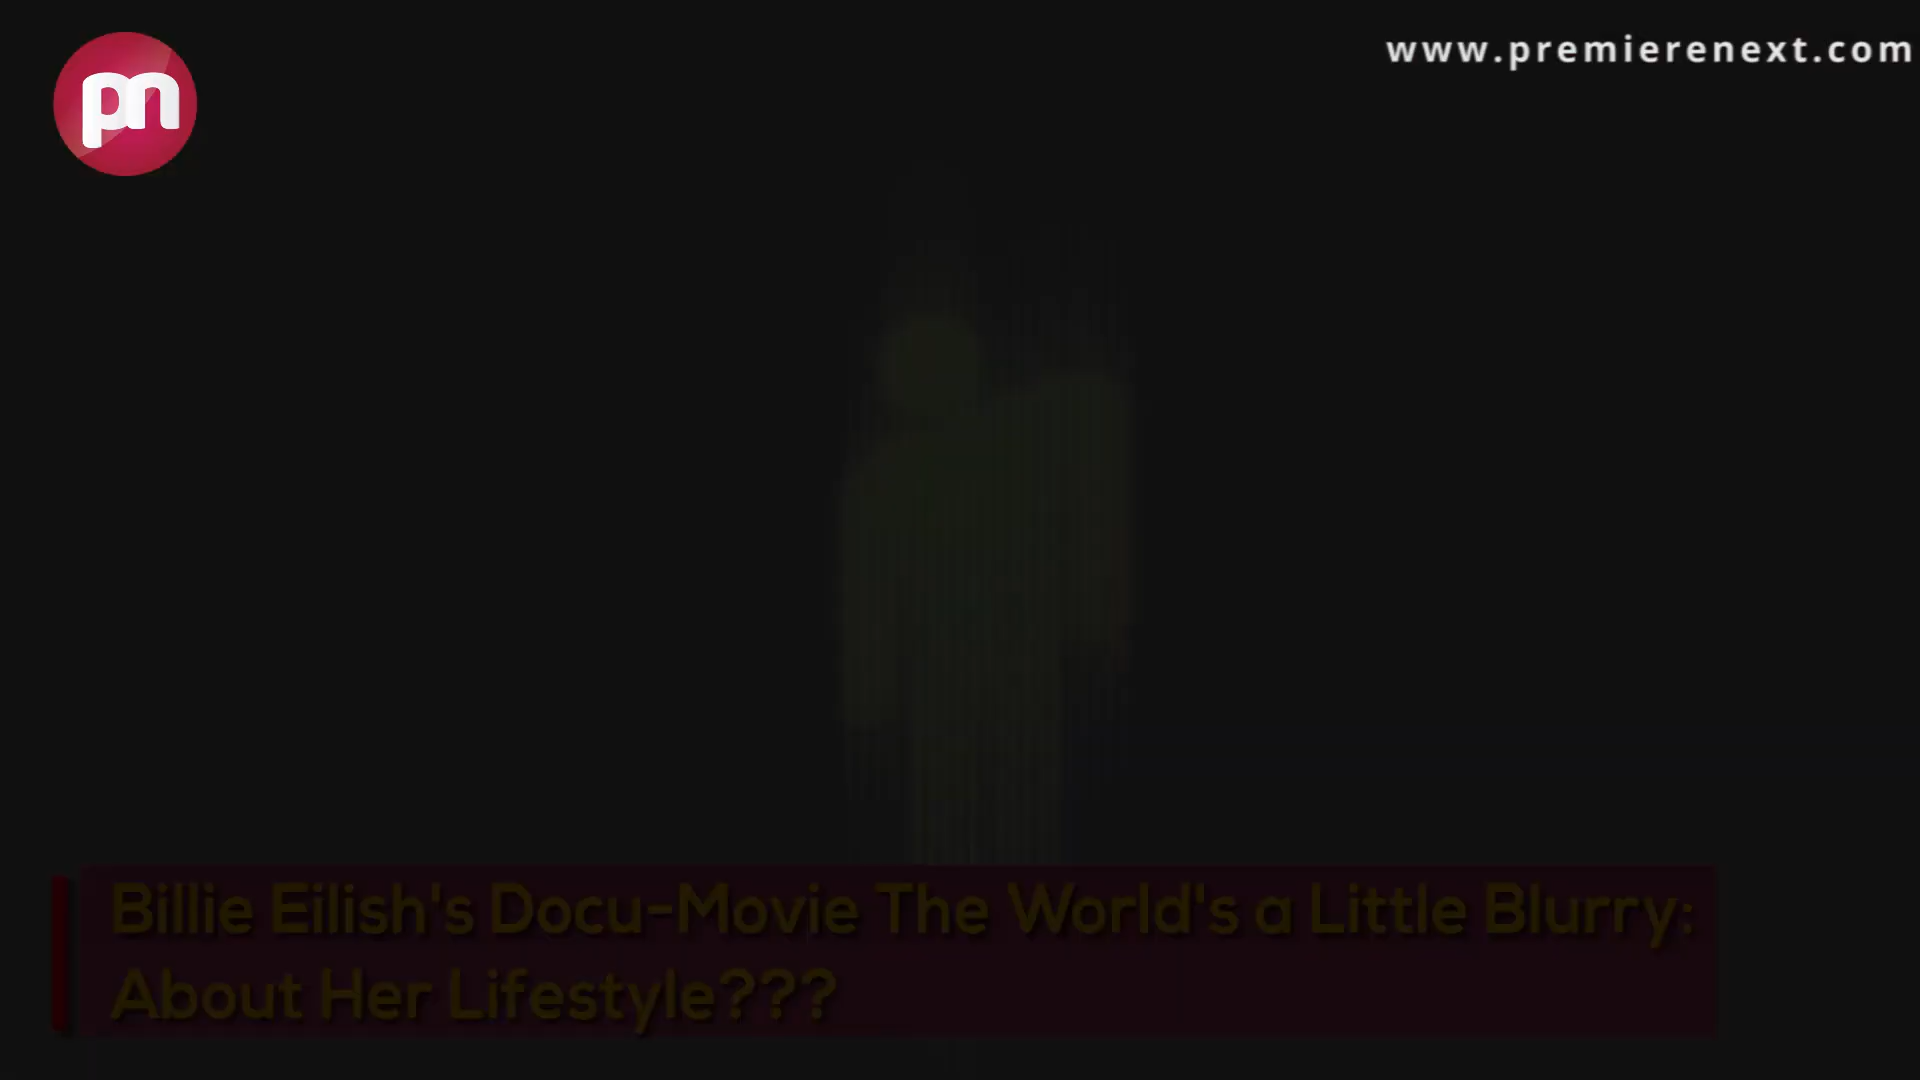 pn
www.premierenext.com
Billie Eilish's Docu-Movie The World's a Little Blurry:
About Her Lifestyle???